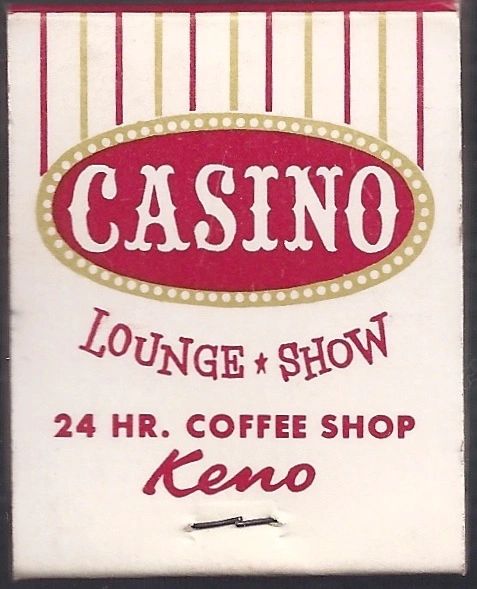 CASINO
LOUNGE ★ SHOW
24 HR. COFFEE SHOP
Keno